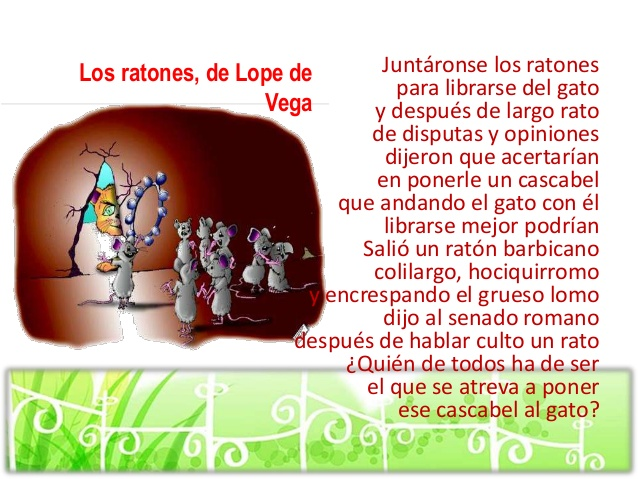 Los ratones, de Lope de
Vega
Juntáronse los ratones
para librarse del gato
y después de largo rato
de disputas y opiniones
dijeron que acertarían
en ponerle un cascabel
que andando el gato con él
librarse mejor podrían
Salió un ratón barbicano
colilargo, hociquirromo
y encrespando el grueso lomo
dijo al senado romano
después de hablar culto un rato
¿Quién de todos ha de ser
el que se atreva a poner
ese cascabel al gato?